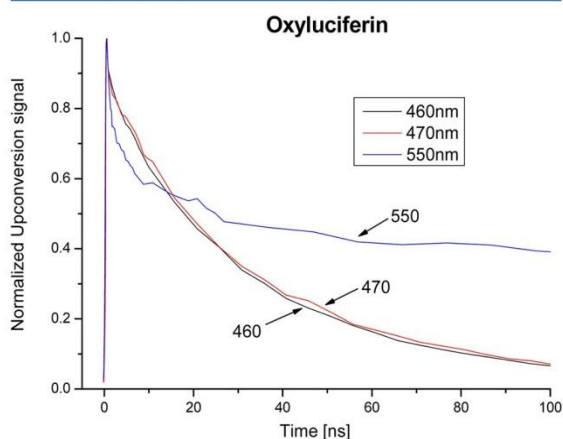 Oxyluciferin
Normalized Upconversion signal
1.0
0.8
0.6
0.4
0.2
0.0
460nm
470nm
550nm
550
470
460
0 20 40 60 80 100
Time [ns]